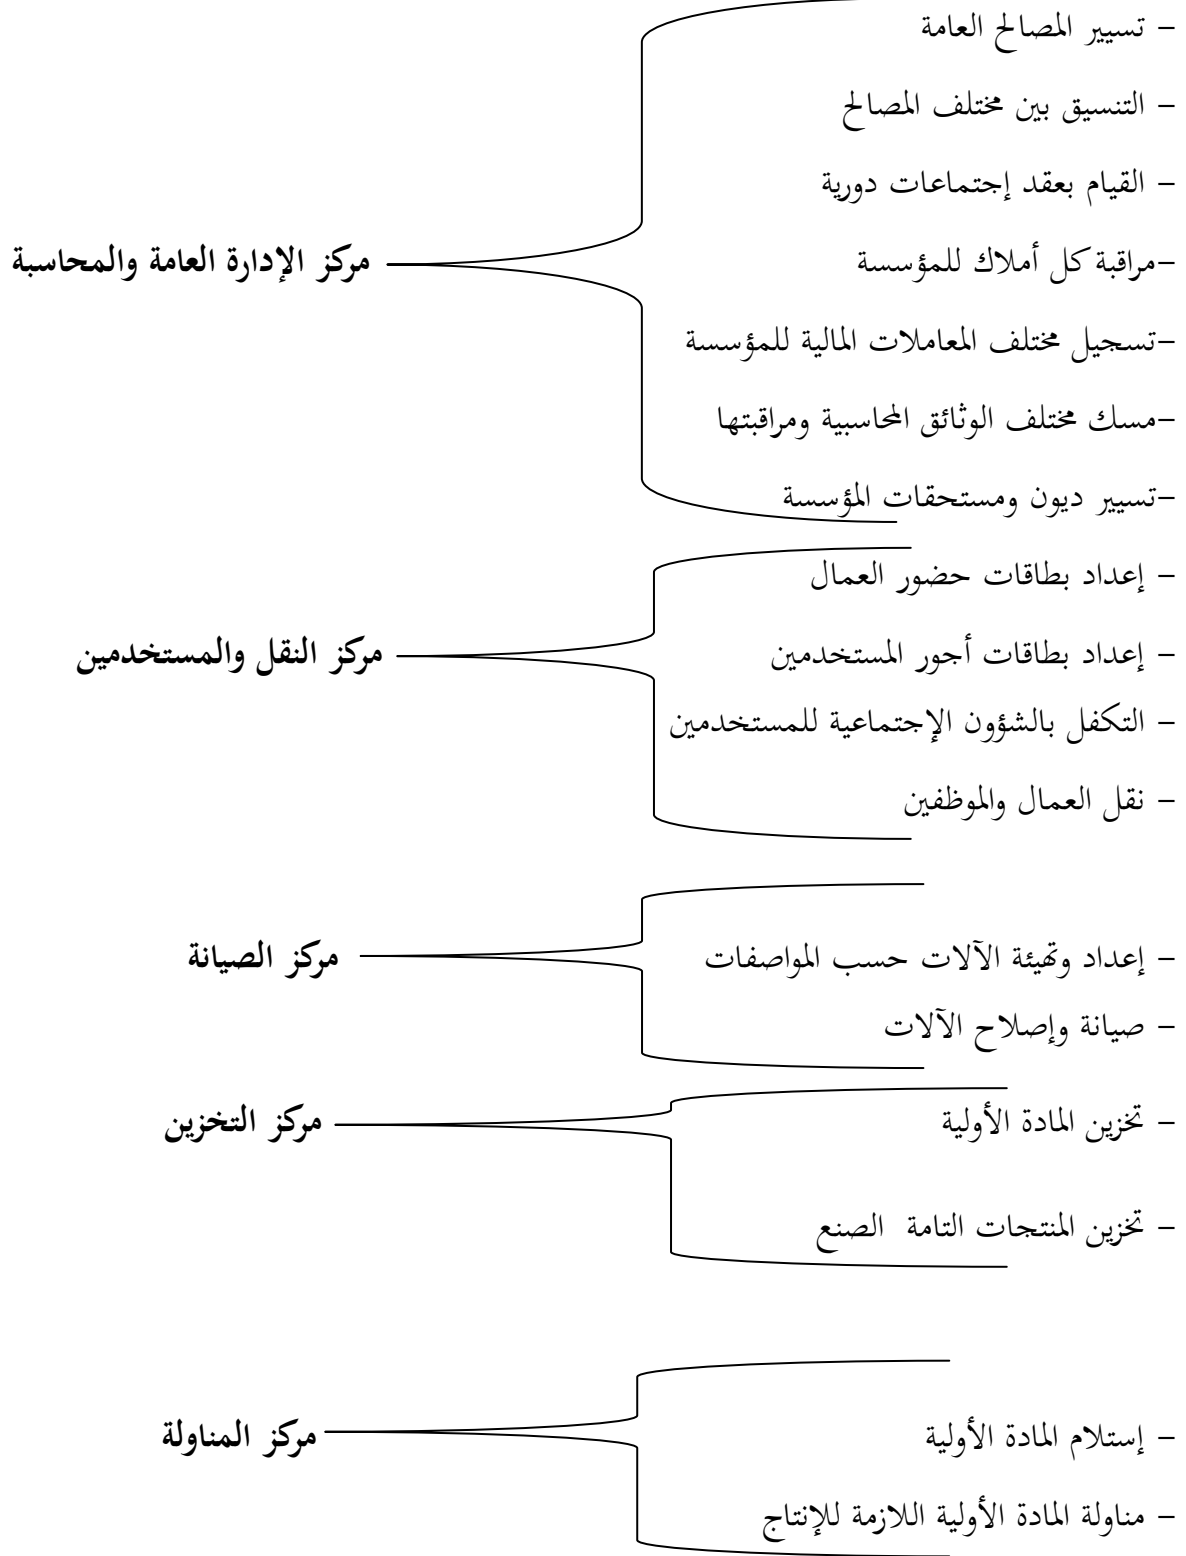 – تسيير المصالح العامة
– التنسيق بين مختلف المصالح
– القيام بعقد إجتماعات دورية
–مراقبة كل أملاك للمؤسسة
مركز الإدارة العامة والمحاسبة
–تسجيل مختلف المعاملات المالية للمؤسسة
–مسك مختلف الوثائق المحاسبية ومراقبتها
–تسيير ديون ومستحقات المؤسسة
– إعداد بطاقات حضور العمال
– إعداد بطاقات أجور المستخدمين
مركز النقل والمستخدمين
– التكفل بالشؤون الإجتماعية للمستخدمين
– نقل العمال والموظفين
– إعداد وتهيئة الآلات حسب المواصفات
مركز الصيانة
– صيانة وإصلاح الآلات
– تخزين المادة الأولية
مركز التخزين
– تخزين المنتجات التامة الصنع
– إستلام المادة الأولية
مركز المناولة
– مناولة المادة الأولية اللازمة للإنتاج